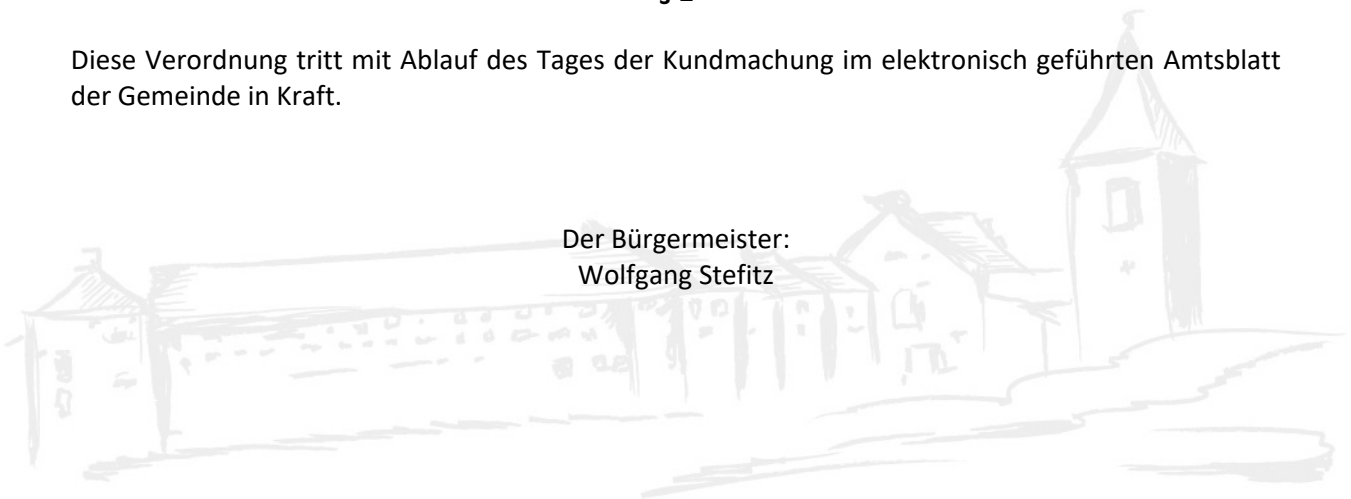 Diese Verordnung tritt mit Ablauf des Tages der Kundmachung im elektronisch geführten Amtsblatt
der Gemeinde in Kraft.
Der Bürgermeister:
Wolfgang Stefitz